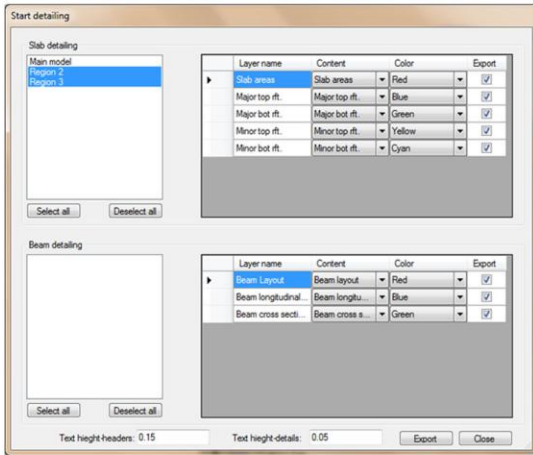 Start detailing
Slab detailing
Main model
Region 2
Region 3
Layer name Content Color Export
Slab areas Slab areas Red
Major top rft. Major top rft. Blue
Major bot rft. Major bot rft. Green
Minor top rft. Minor top rft. Yellow
Minor bot rft. Minor bot rft. Cyan
Select all Deselect all
Beam detailing
Layer name Content Color Export
Beam Layout Beam layout Red
Beam longitudinal... Beam longitu... Blue
Beam cross secti... Beam cross s... Green
Select all Deselect all
Text hieght-headers: 0.15 Text hieght-details: 0.05 Export Close